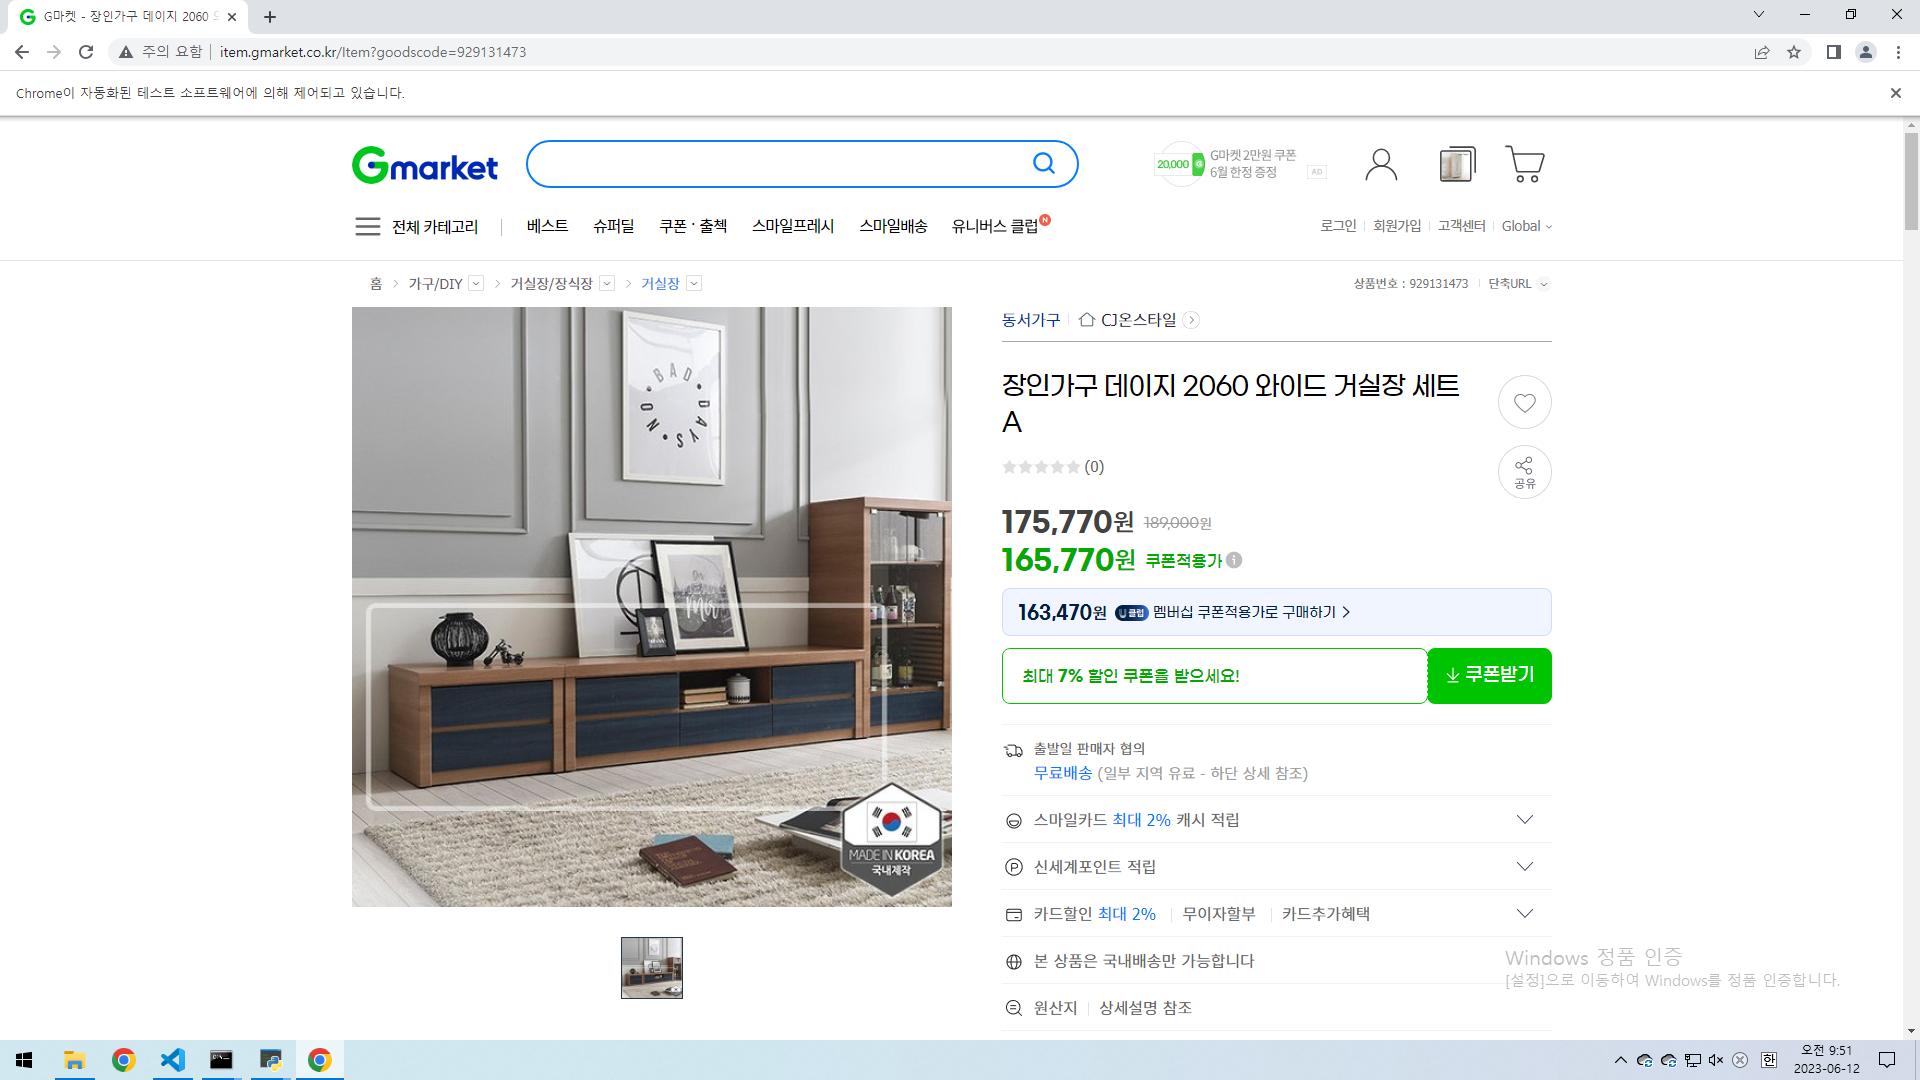 G마켓 - 장인가구 데이지 2060 와
주의 요함
item.gmarket.co.kr/Item?goodscode=929131473
Chrome이 자동화된 테스트 소프트웨어에 의해 제어되고 있습니다.
Gmarket
20,000
G마켓 2만원 쿠폰
6월 한정 증정
AD
전체 카테고리
베스트 슈퍼딜 쿠폰·출첵 스마일프레시 스마일배송 유니버스 클럽 N
로그인 회원가입 고객센터 Global
홈 > 가구/DIY > 거실장/장식장 > 거실장
상품번호 : 929131473 단축URL
BAD DAYS NO
MADE IN KOREA
국내제작
동서가구 CJ온스타일
장인가구 데이지 2060 와이드 거실장 세트
A
(0)
공유
175,770원 189,000원
165,770원 쿠폰적용가
163,470원 U클럽 멤버십 쿠폰적용가로 구매하기 >
최대 7% 할인 쿠폰을 받으세요!
쿠폰받기
출발일 판매자 협의
무료배송 (일부 지역 유료 - 하단 상세 참조)
스마일카드 최대 2% 캐시 적립
신세계포인트 적립
카드할인 최대 2% 무이자할부 카드추가혜택
본 상품은 국내배송만 가능합니다
원산지 상세설명 참조
Windows 정품 인증
[설정]으로 이동하여 Windows를 정품 인증합니다.
한
오전 9:51
2023-06-12